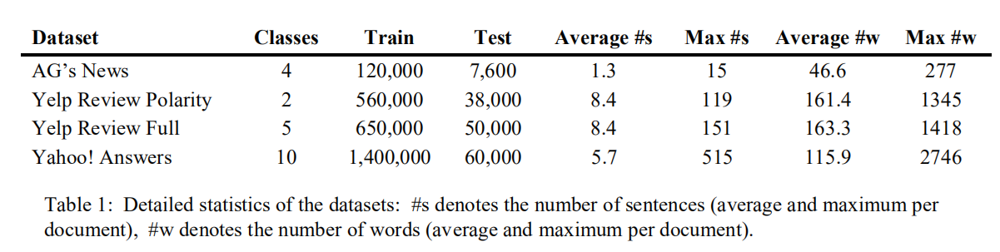 Dataset Classes Train Test Average #s Max #s Average #w Max #w
AG’s News 4 120,000 7,600 1.3 15 46.6 277
Yelp Review Polarity 2 560,000 38,000 8.4 119 161.4 1345
Yelp Review Full 5 650,000 50,000 8.4 151 163.3 1418
Yahoo! Answers 10 1,400,000 60,000 5.7 515 115.9 2746
Table 1: Detailed statistics of the datasets: #s denotes the number of sentences (average and maximum per
document), #w denotes the number of words (average and maximum per document).